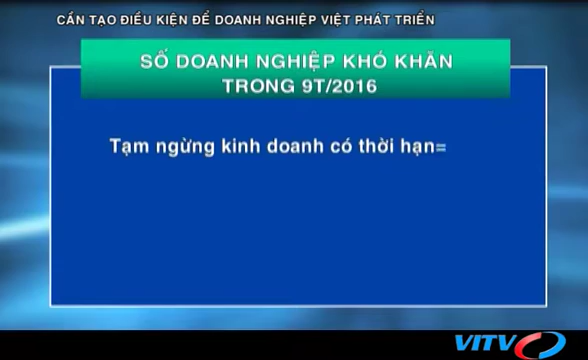 CẦN TẠO ĐIỀU KIỆN ĐỂ DOANH NGHIỆP VIỆT PHÁT TRIỂN
SỐ DOANH NGHIỆP KHÓ KHĂN
TRONG 9T/2016
Tạm ngừng kinh doanh có thời hạn=
VITV